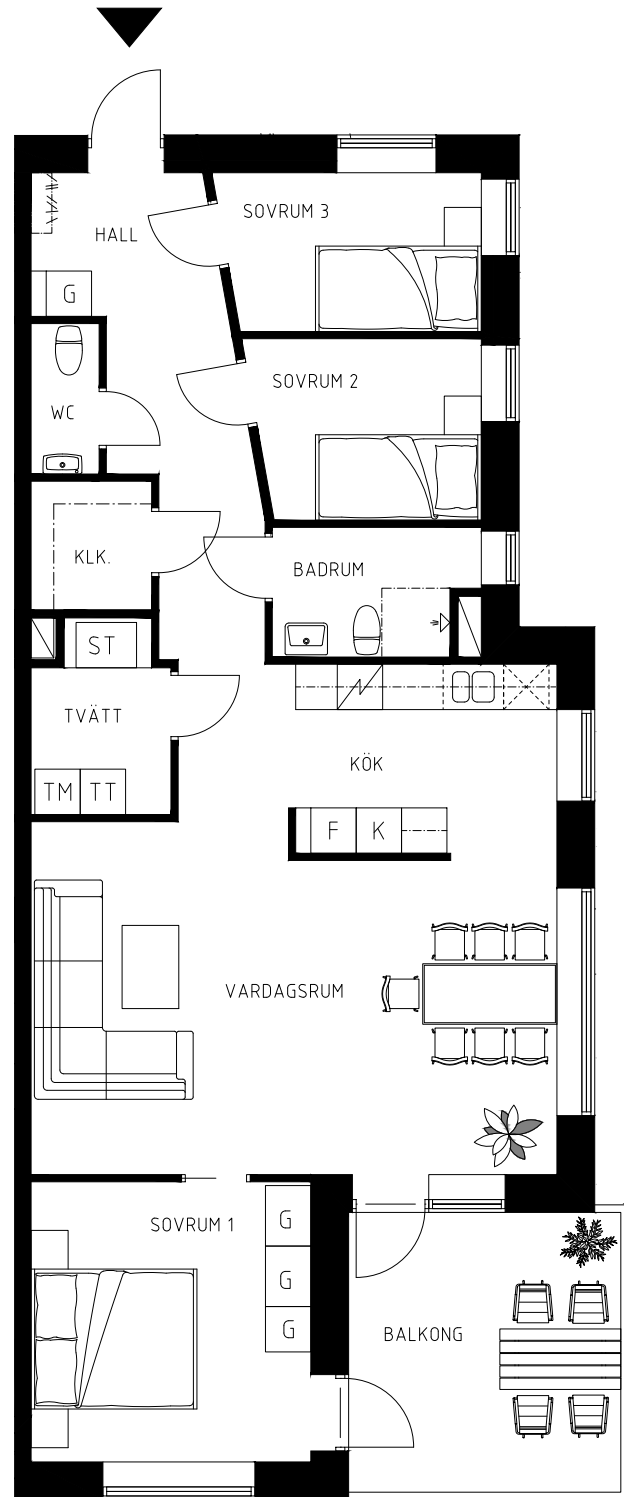 SOVRUM 3
HALL
G
SOVRUM 2
WC
KLK.
BADRUM
ST
TVÄTT
KÖK
TM TT
F K
VARDAGSRUM
SOVRUM 1
G
G
G
BALKONG